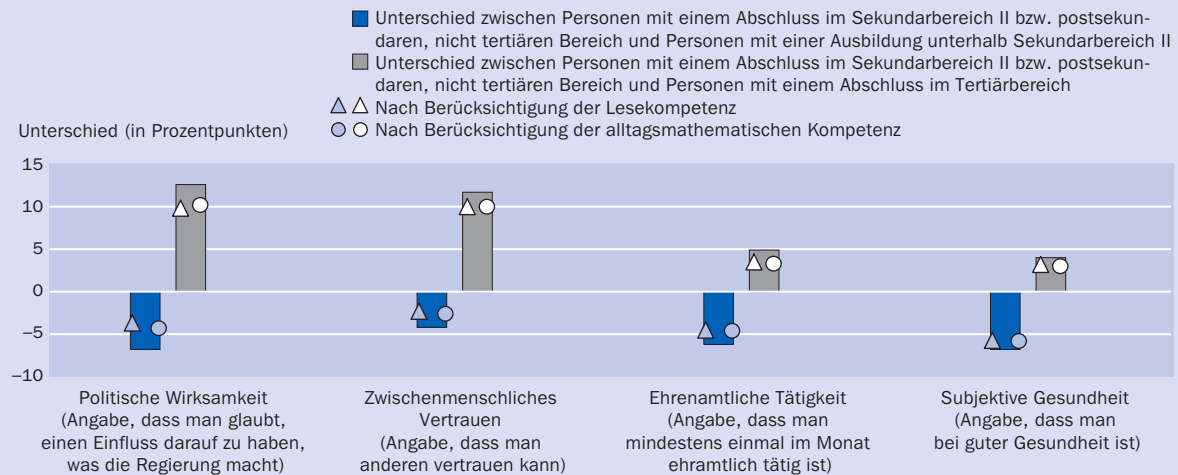 Unterschied zwischen Personen mit einem Abschluss im Sekundarbereich II bzw. postsekun-
daren, nicht tertiären Bereich und Personen mit einer Ausbildung unterhalb Sekundarbereich II
Unterschied zwischen Personen mit einem Abschluss im Sekundarbereich II bzw. postsekun-
daren, nicht tertiären Bereich und Personen mit einem Abschluss im Tertiärbereich
Nach Berücksichtigung der Lesekompetenz
Nach Berücksichtigung der alltagsmathematischen Kompetenz
Unterschied (in Prozentpunkten)
15
10
5
0
–5
–10
Politische Wirksamkeit
(Angabe, dass man glaubt,
einen Einfluss darauf zu haben,
was die Regierung macht)
Zwischenmenschliches
Vertrauen
(Angabe, dass man
anderen vertrauen kann)
Ehrenamtliche Tätigkeit
(Angabe, dass man
mindestens einmal im Monat
ehramtlich tätig ist)
Subjektive Gesundheit
(Angabe, dass man
bei guter Gesundheit ist)